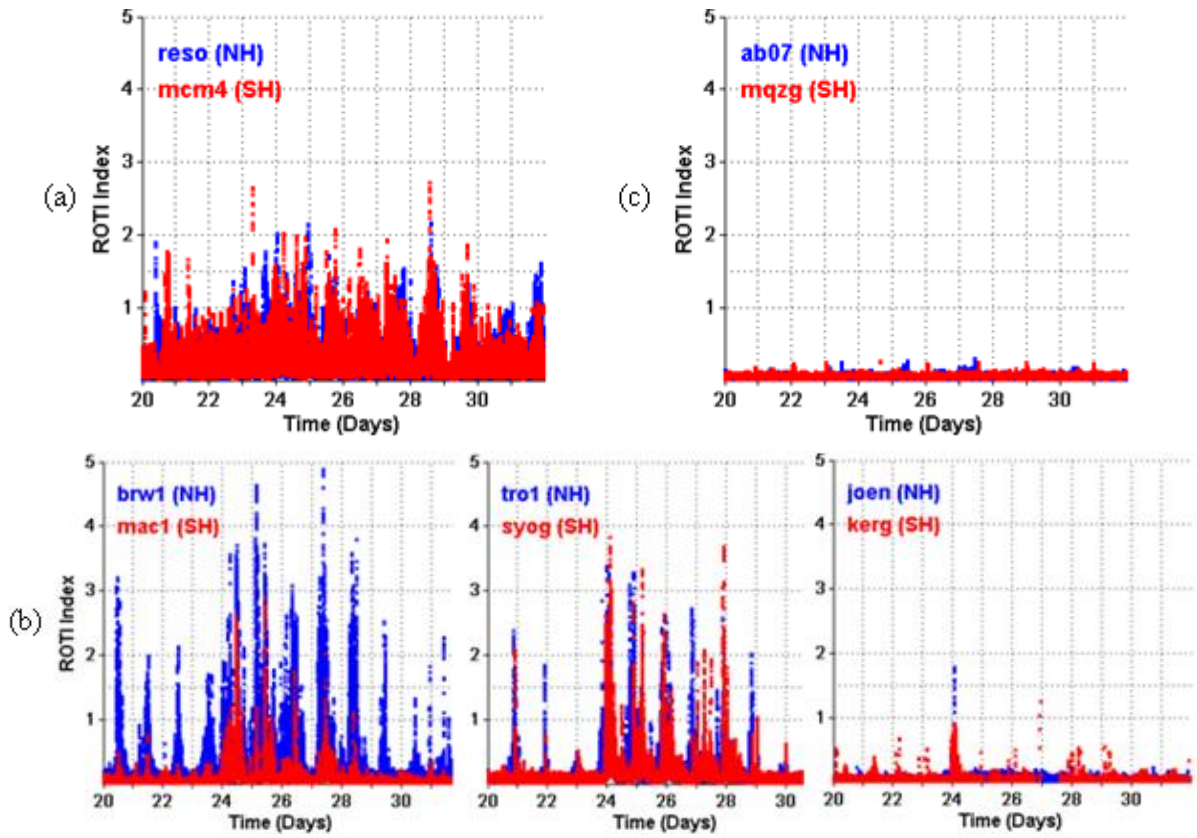 (a)
ROTI Index
5
4
3
2
1
reso (NH)
mcm4 (SH)
20 22 24 26 28 30
Time (Days)
(c)
ROTI Index
5
4
3
2
1
ab07 (NH)
mqzg (SH)
20 22 24 26 28 30
Time (Days)
(b)
ROTI Index
5
4
3
2
1
brw1 (NH)
mac1 (SH)
20 22 24 26 28 30
Time (Days)
5
4
3
2
1
tro1 (NH)
syog (SH)
20 22 24 26 28 30
Time (Days)
5
4
3
2
1
joen (NH)
kerg (SH)
20 22 24 26 28 30
Time (Days)